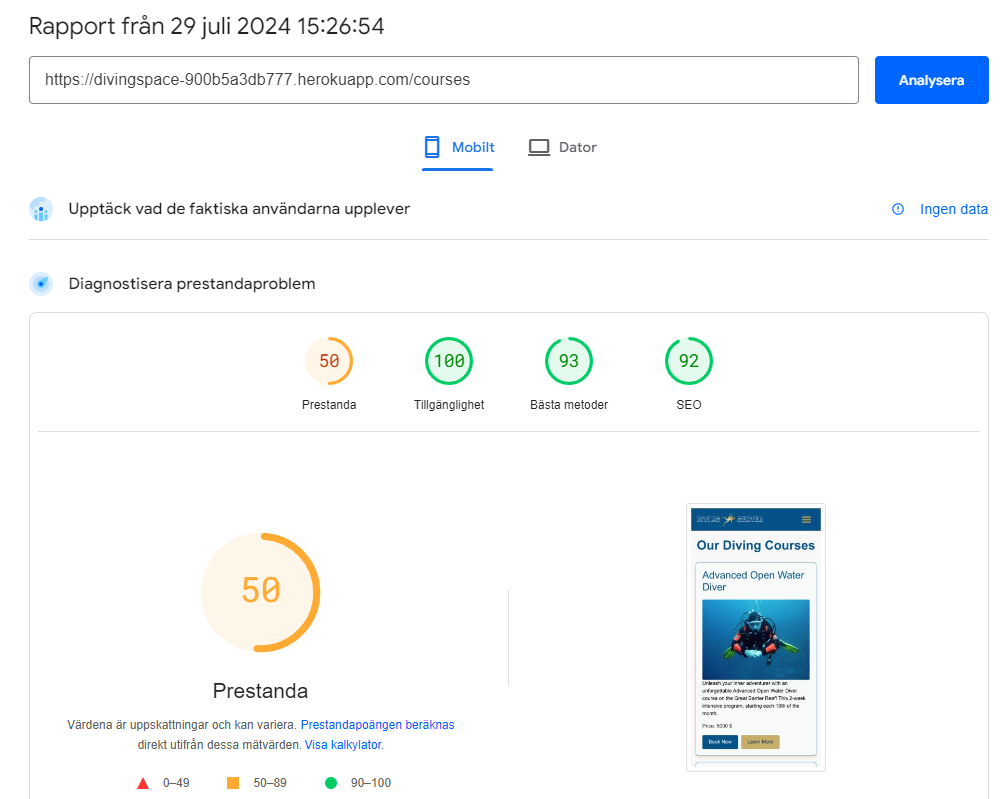 Rapport från 29 juli 2024 15:26:54
https://divingspace-900b5a3db777.herokuapp.com/courses
Analysera
Mobilt
Dator
Upptäck vad de faktiska användarna upplever
Ingen data
Diagnostisera prestandaproblem
50
100
93
92
Prestanda
Tillgänglighet
Bästa metoder
SEO
50
Prestanda
Värdena är uppskattningar och kan variera. Prestandapoängen beräknas
direkt utifrån dessa mätvärden. Visa kalkylator.
0–49
50–89
90–100
Our Diving Courses
Advanced Open Water
Diver
Unleash your inner adventurer with an
unforgettable Advanced Open Water Diver
course on the Great Barrier Reef! This 2-week
intensive program, starting each 10th of the
month.
Price: 5000 $
Book Now
Learn More